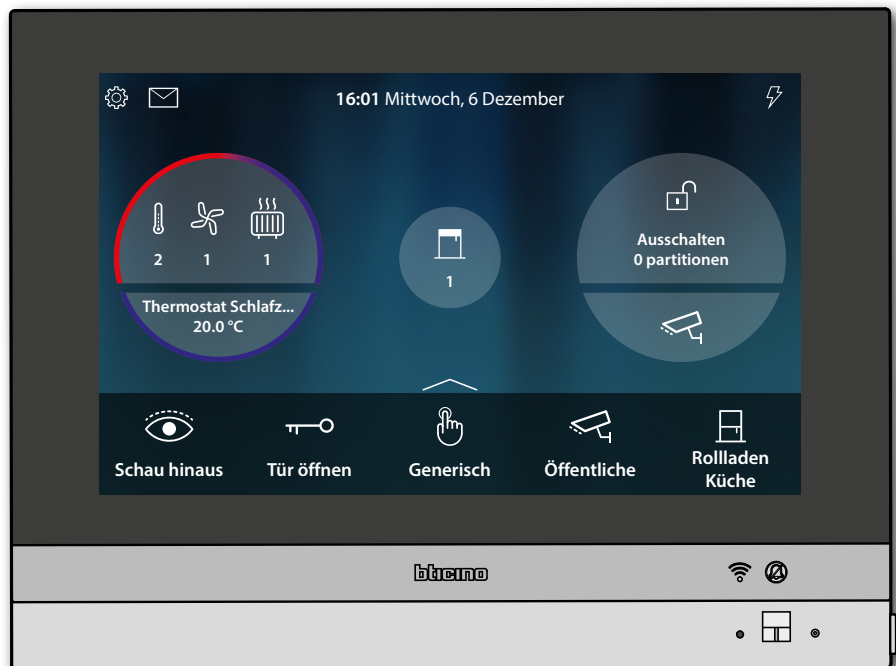 16:01 Mittwoch, 6 Dezember
2 1 1
Thermostat Schlafz...
20.0 °C
1
Ausschalten
0 partitionen
Schau hinaus
Tür öffnen
Generisch
Öffentliche
Rollladen
Küche
bticino